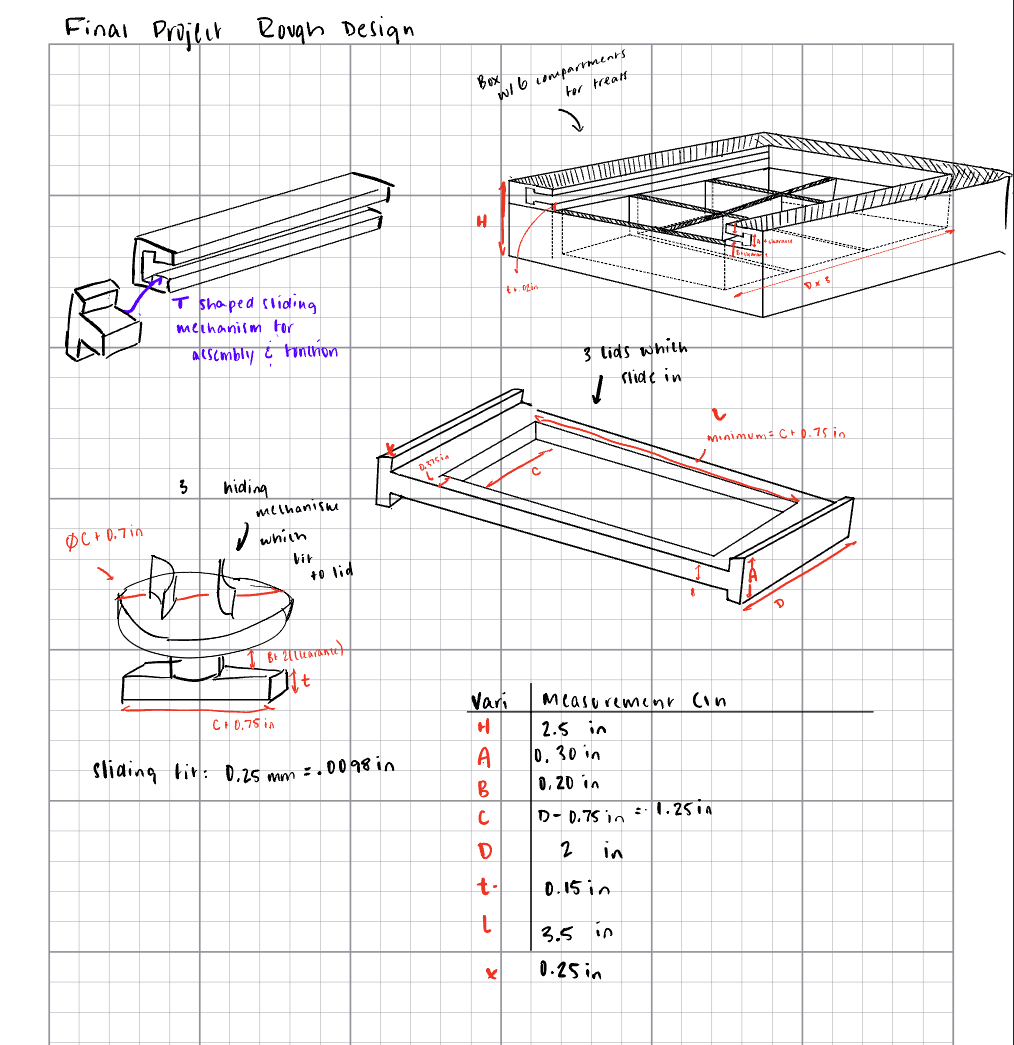 Final Project Rough Design
Box
w/ 6 compartments
for treats
H
A + clearance
t+.02in
D x 3
T shaped sliding
mechanism for
assembly & function
3 lids which
slide in
L
minimum = C + 0.75 in
x
0.375in
C
A
D
3 hiding
mechanisms
which
fit
to lid
ØC + 0.7 in
B + 2(clearance)
t
C + 0.75 in
sliding fit: 0.25 mm = .0098 in
Vari Measurement (in
H 2.5 in
A 0.30 in
B 0.20 in
C D - 0.75 in = 1.25 in
D 2 in
t 0.15 in
L 3.5 in
x 0.25 in